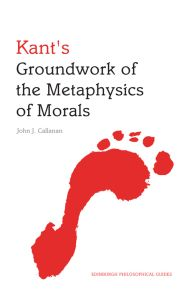 Kant's
Groundwork of
the Metaphysics
of Morals
John J. Callanan
EDINBURGH PHILOSOPHICAL GUIDES